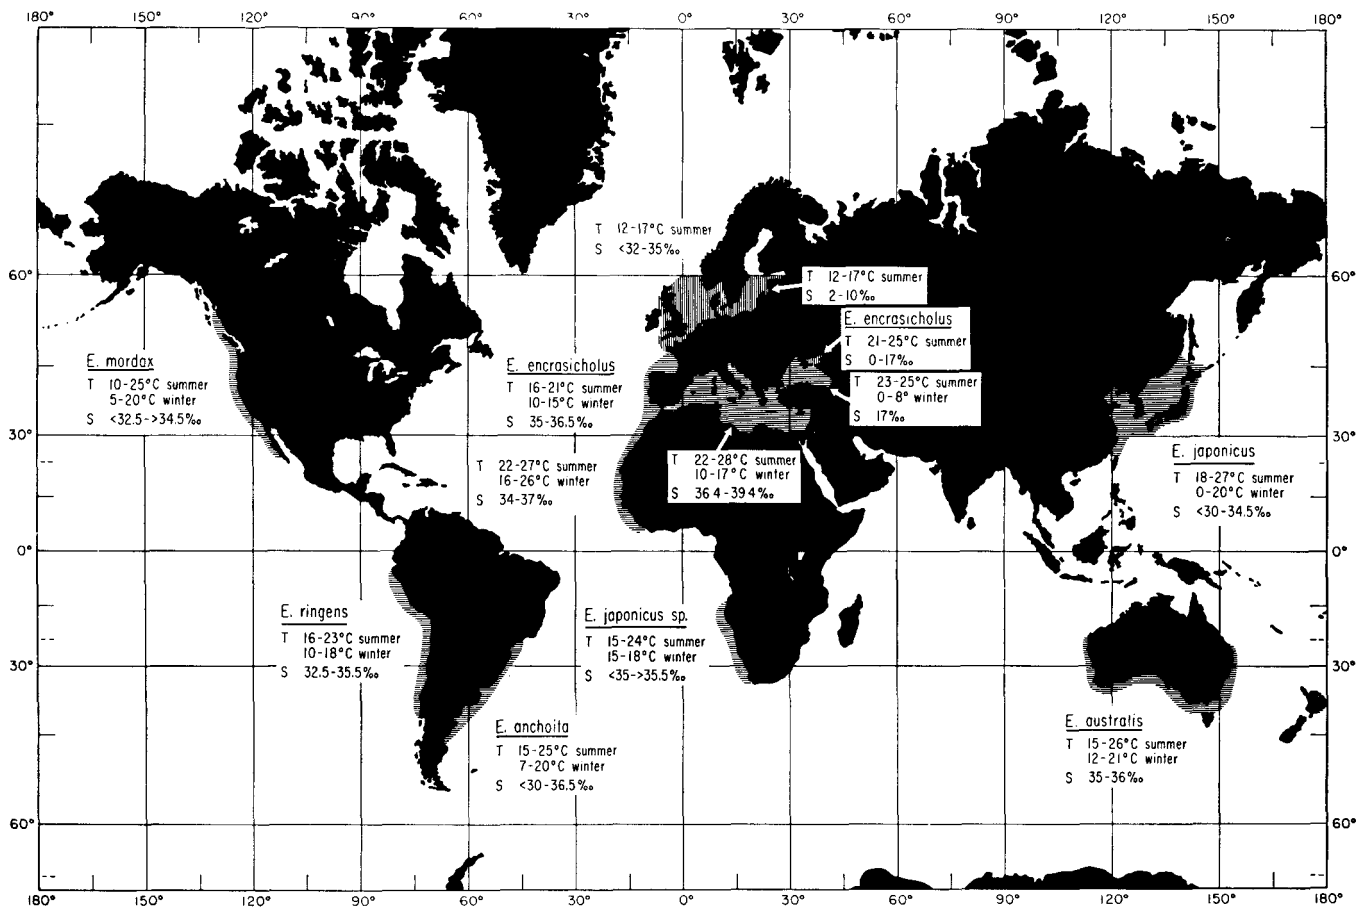 180° 150° 120° 90° 60° 30° 0° 30° 60° 90° 120° 150° 180°
T 12-17°C summer
S <32-35‰
60° 60°
T 12-17°C summer
S 2-10‰
E. encrasicholus
T 21-25°C summer
S 0-17‰
E. mordax
T 10-25°C summer
5-20°C winter
S <32.5->34.5‰
E. encrasicholus
T 16-21°C summer
10-15°C winter
S 35-36.5‰
T 23-25°C summer
0-8° winter
S 17‰
30° 30°
T 22-27°C summer
16-26°C winter
S 34-37‰
T 22-28°C summer
10-17°C winter
S 36.4-39.4‰
E. japonicus
T 18-27°C summer
0-20°C winter
S <30-34.5‰
0° 0°
E. ringens
T 16-23°C summer
10-18°C winter
S 32.5-35.5‰
E. japonicus sp.
T 15-24°C summer
15-18°C winter
S <35->35.5‰
30° 30°
E. anchoita
T 15-25°C summer
7-20°C winter
S <30-36.5‰
E. australis
T 15-26°C summer
12-21°C winter
S 35-36‰
60° 60°
180° 150° 120° 90° 60° 30° 0° 30° 60° 90° 120° 150° 180°